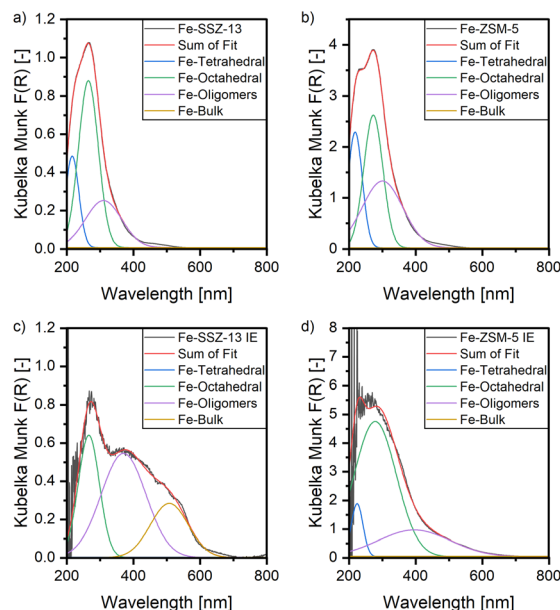 a)
Fe-SSZ-13
Sum of Fit
Fe-Tetrahedral
Fe-Octahedral
Fe-Oligomers
Fe-Bulk
Kubelka Munk F(R) [-]
1.2
1.0
0.8
0.6
0.4
0.2
0.0
200 400 600 800
Wavelength [nm]
b)
Fe-ZSM-5
Sum of Fit
Fe-Tetrahedral
Fe-Octahedral
Fe-Oligomers
Fe-Bulk
Kubelka Munk F(R) [-]
4
3
2
1
0
200 400 600 800
Wavelength [nm]
c)
Fe-SSZ-13 IE
Sum of Fit
Fe-Tetrahedral
Fe-Octahedral
Fe-Oligomers
Fe-Bulk
Kubelka Munk F(R) [-]
1.2
1.0
0.8
0.6
0.4
0.2
0.0
200 400 600 800
Wavelength [nm]
d)
Fe-ZSM-5 IE
Sum of Fit
Fe-Tetrahedral
Fe-Octahedral
Fe-Oligomers
Fe-Bulk
Kubelka Munk F(R) [-]
8
7
6
5
4
3
2
1
0
200 400 600 800
Wavelength [nm]